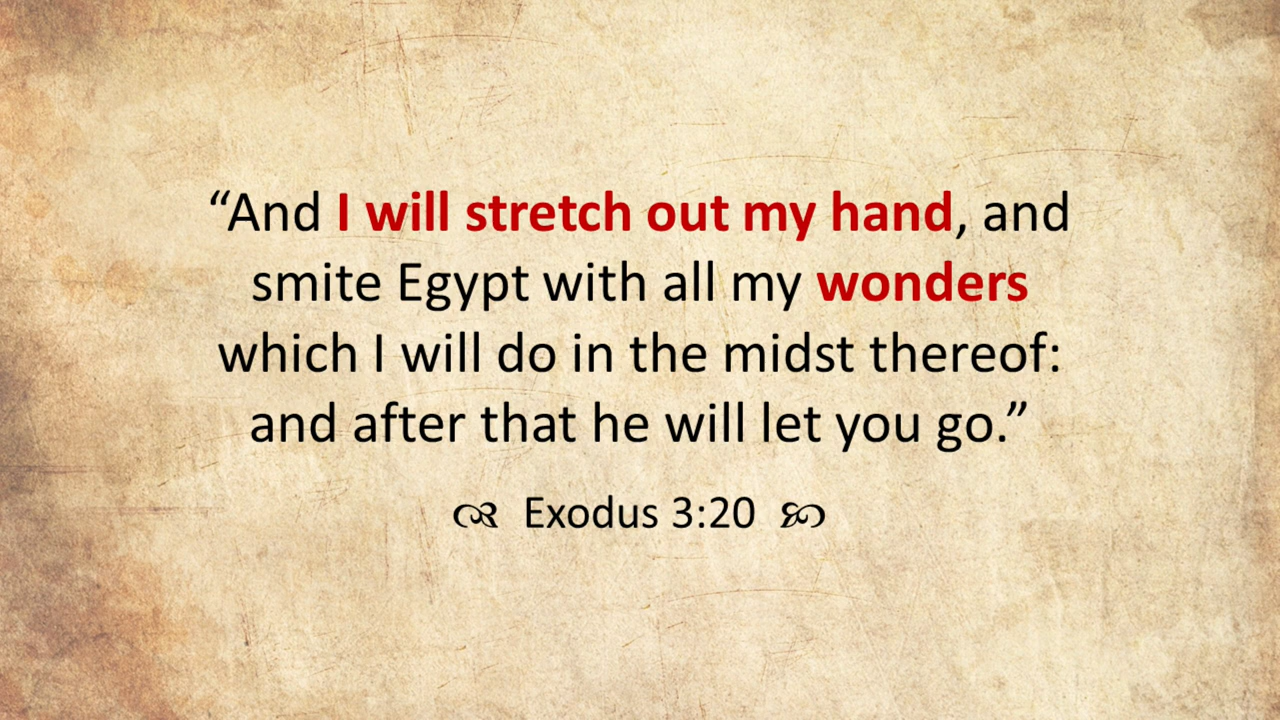 “And I will stretch out my hand, and
smite Egypt with all my wonders
which I will do in the midst thereof:
and after that he will let you go.”
Exodus 3:20